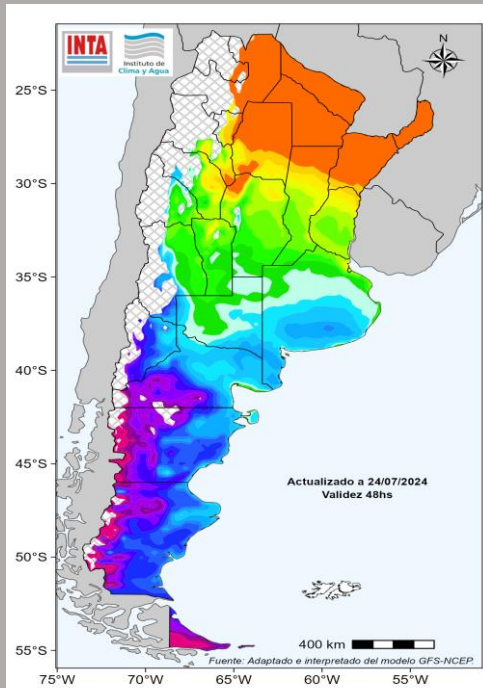 INTA
Instituto de
Clima y Agua
N
25°S
30°S
35°S
40°S
45°S
50°S
55°S
Actualizado a 24/07/2024
Validez 48hs
400 km
Fuente: Adaptado e interpretado del modelo GFS-NCEP.
75°W
70°W
65°W
60°W
55°W